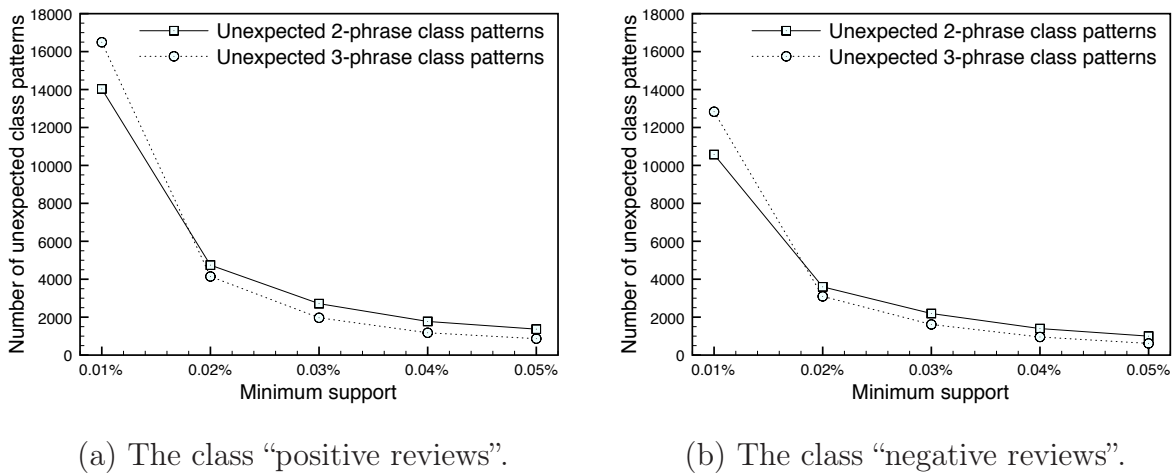 18000
16000
14000
12000
10000
8000
6000
4000
2000
0
Number of unexpected class patterns
Unexpected 2-phrase class patterns
Unexpected 3-phrase class patterns
0.01% 0.02% 0.03% 0.04% 0.05%
Minimum support
(a) The class “positive reviews”.
18000
16000
14000
12000
10000
8000
6000
4000
2000
0
Number of unexpected class patterns
Unexpected 2-phrase class patterns
Unexpected 3-phrase class patterns
0.01% 0.02% 0.03% 0.04% 0.05%
Minimum support
(b) The class “negative reviews”.